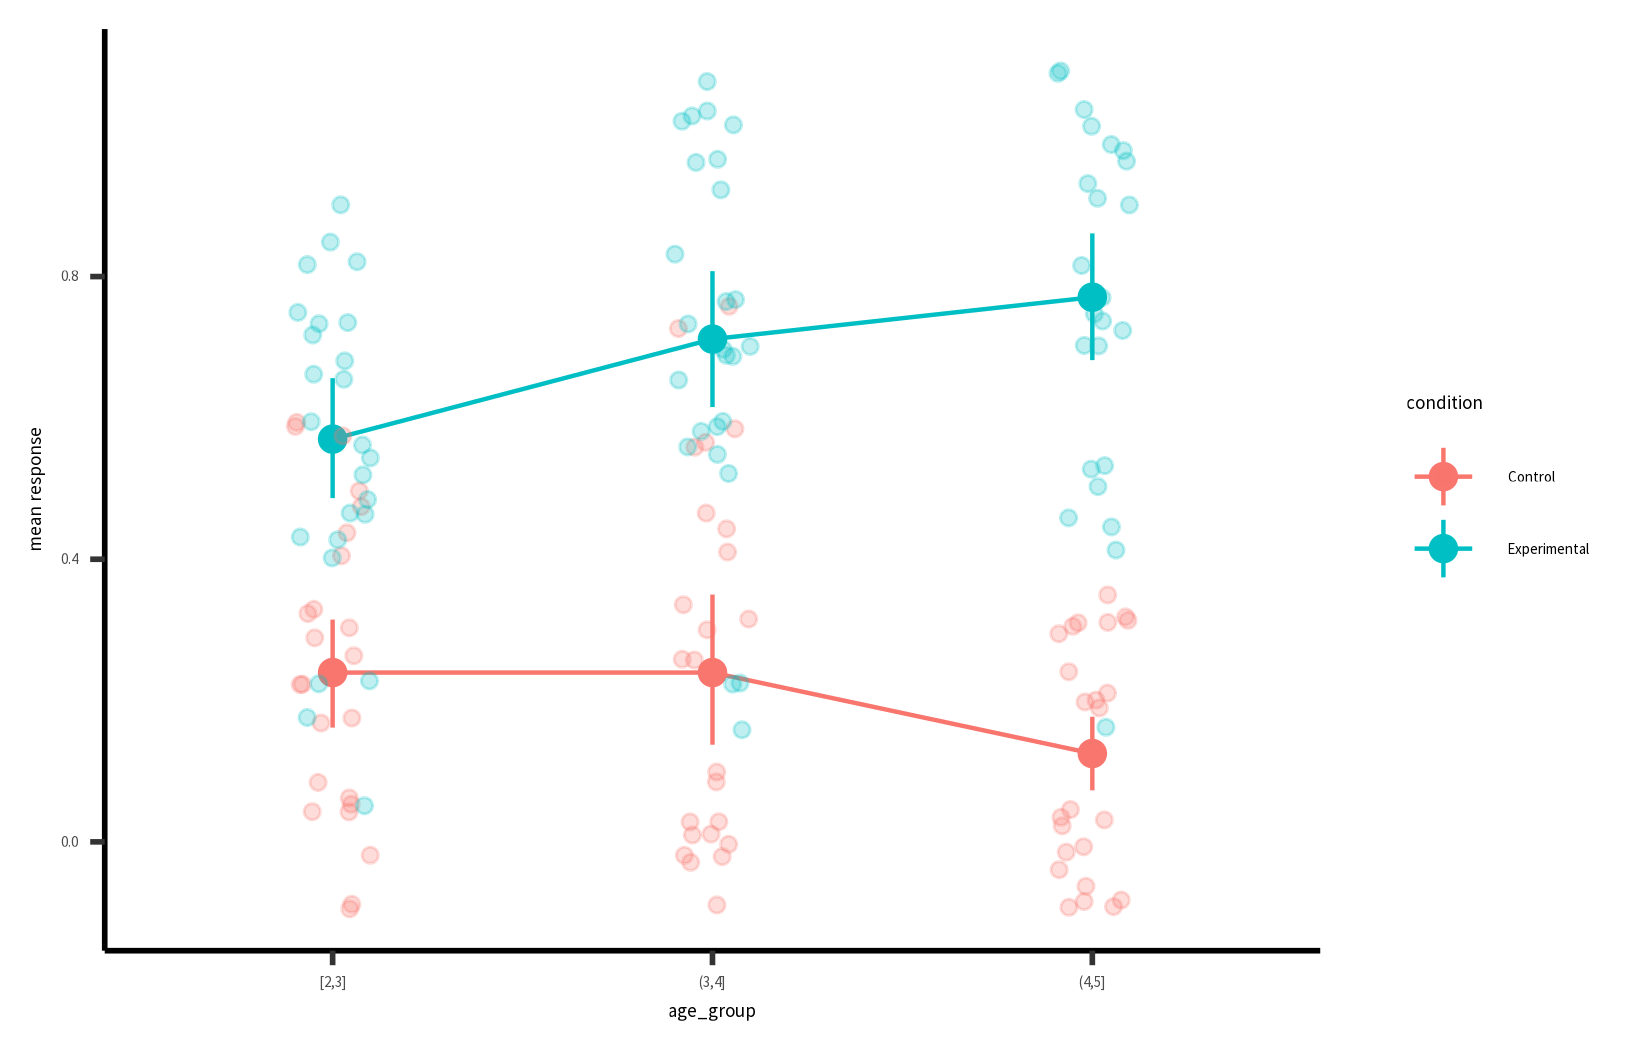 mean response
0.8
0.4
0.0
[2,3]
(3,4]
(4,5]
age_group
condition
Control
Experimental